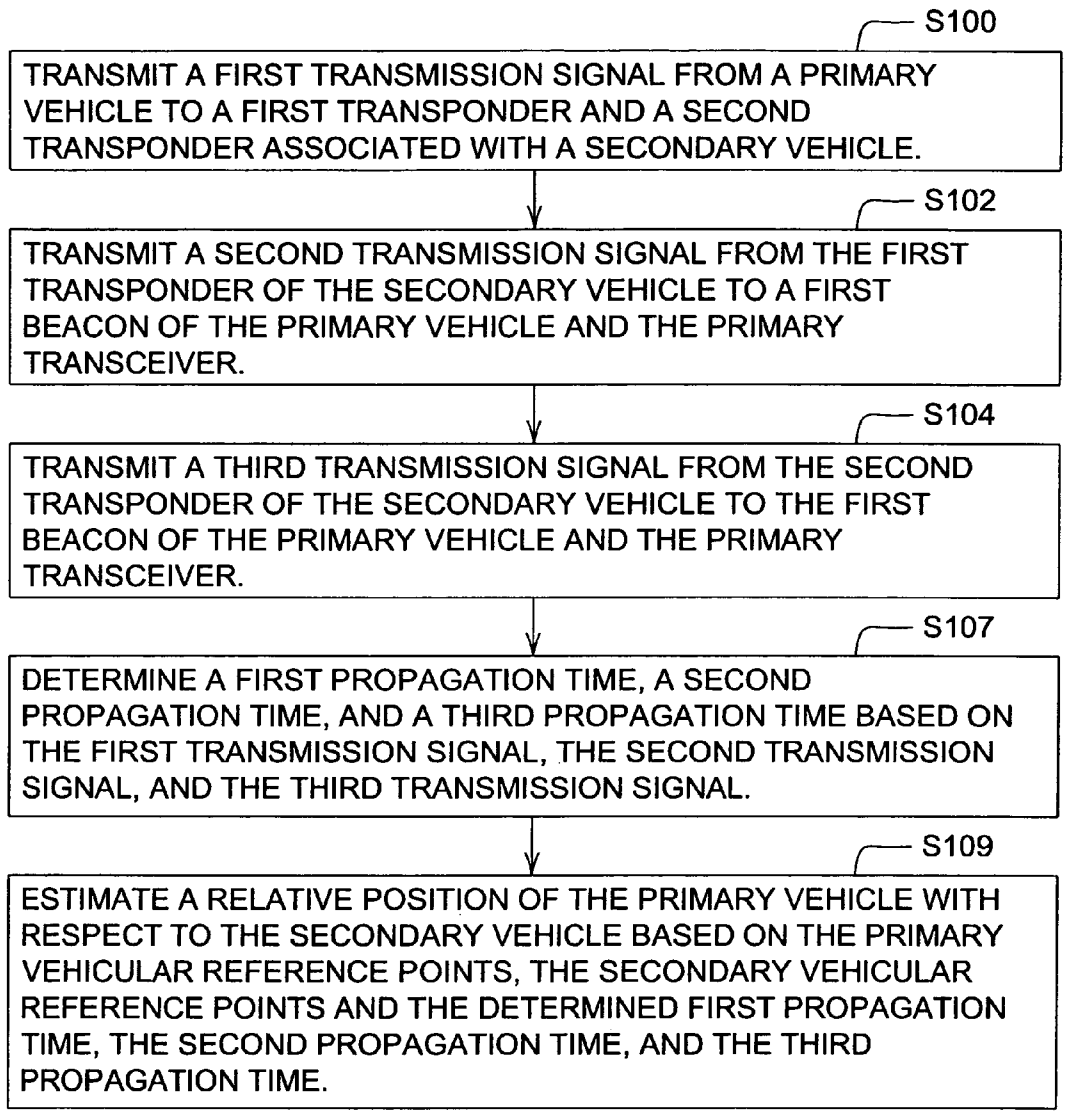 S100
TRANSMIT A FIRST TRANSMISSION SIGNAL FROM A PRIMARY
VEHICLE TO A FIRST TRANSPONDER AND A SECOND
TRANSPONDER ASSOCIATED WITH A SECONDARY VEHICLE.
S102
TRANSMIT A SECOND TRANSMISSION SIGNAL FROM THE FIRST
TRANSPONDER OF THE SECONDARY VEHICLE TO A FIRST
BEACON OF THE PRIMARY VEHICLE AND THE PRIMARY
TRANSCEIVER.
S104
TRANSMIT A THIRD TRANSMISSION SIGNAL FROM THE SECOND
TRANSPONDER OF THE SECONDARY VEHICLE TO THE FIRST
BEACON OF THE PRIMARY VEHICLE AND THE PRIMARY
TRANSCEIVER.
S107
DETERMINE A FIRST PROPAGATION TIME, A SECOND
PROPAGATION TIME, AND A THIRD PROPAGATION TIME BASED ON
THE FIRST TRANSMISSION SIGNAL, THE SECOND TRANSMISSION
SIGNAL, AND THE THIRD TRANSMISSION SIGNAL.
S109
ESTIMATE A RELATIVE POSITION OF THE PRIMARY VEHICLE WITH
RESPECT TO THE SECONDARY VEHICLE BASED ON THE PRIMARY
VEHICULAR REFERENCE POINTS, THE SECONDARY VEHICULAR
REFERENCE POINTS AND THE DETERMINED FIRST PROPAGATION
TIME, THE SECOND PROPAGATION TIME, AND THE THIRD
PROPAGATION TIME.